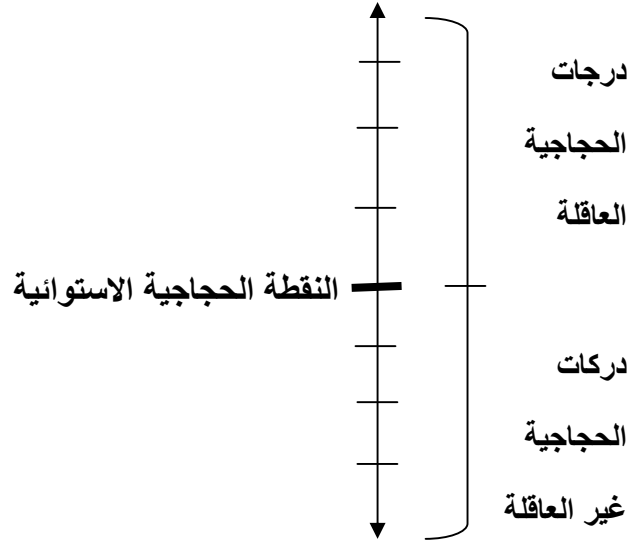 درجات
الحجاجية
العاقلة
النقطة الحجاجية الاستوائية
دركات
الحجاجية
غير العاقلة